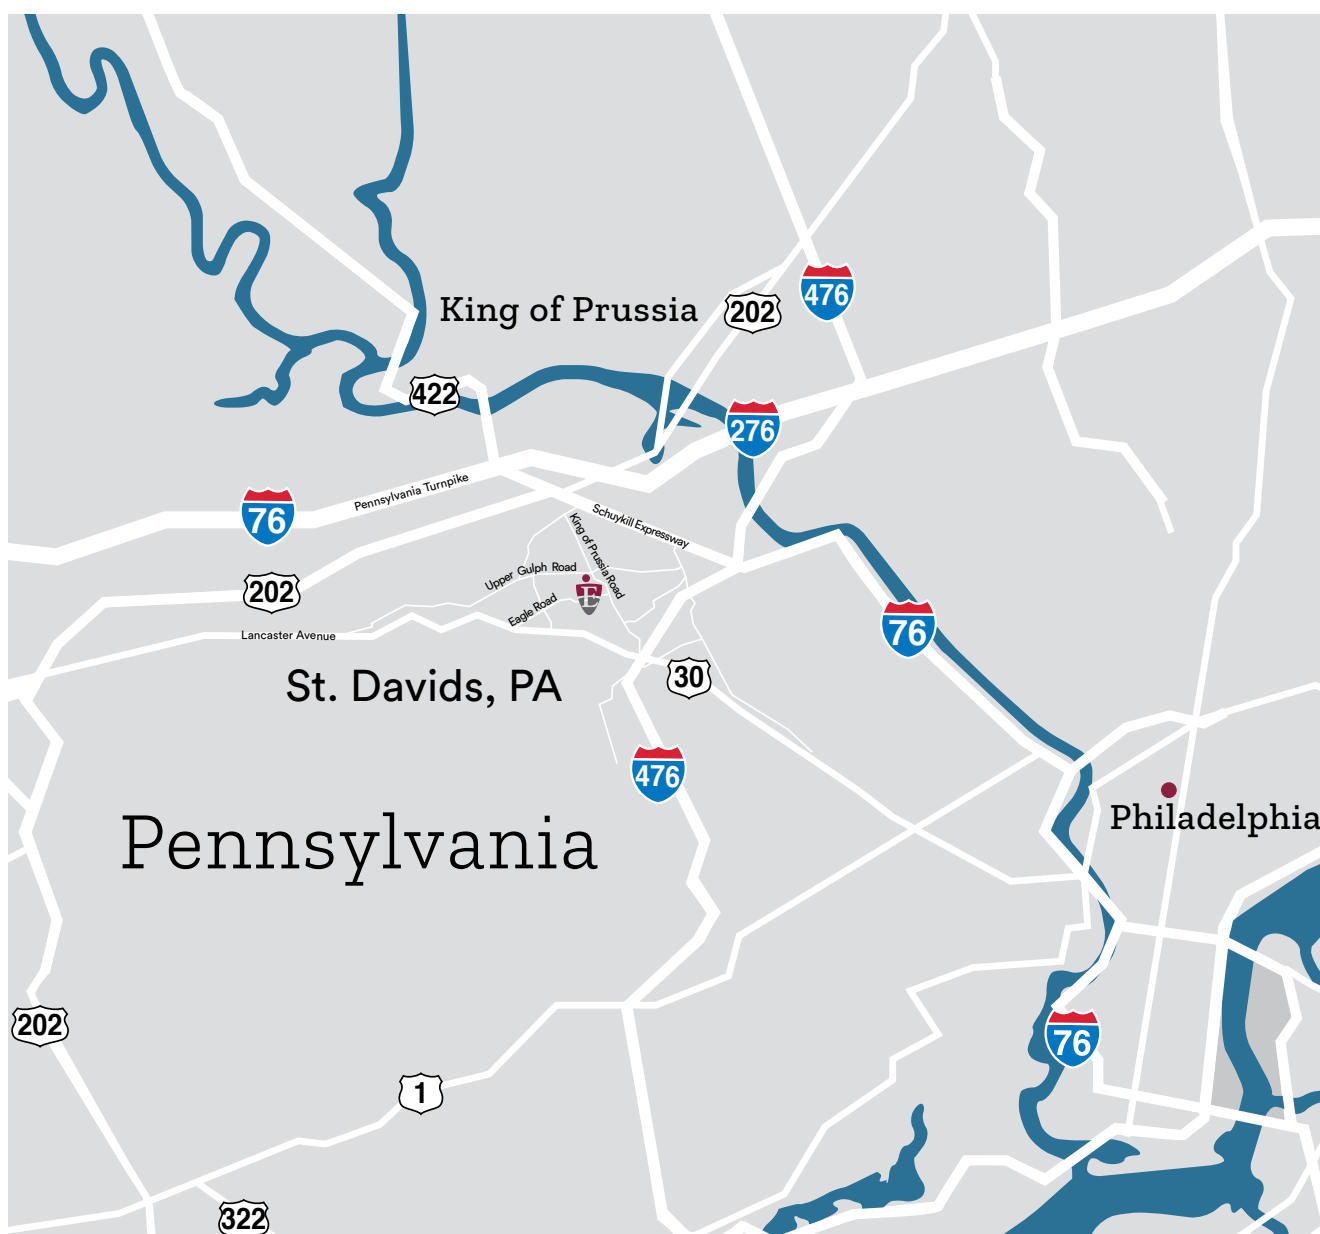 476
King of Prussia
202
422
276
Pennsylvania Turnpike
76
Schuykill Expressway
King of Prussia Road
Upper Gulph Road
202
E
Eagle Road
76
Lancaster Avenue
St. Davids, PA
30
476
Philadelphia
Pennsylvania
202
76
1
322